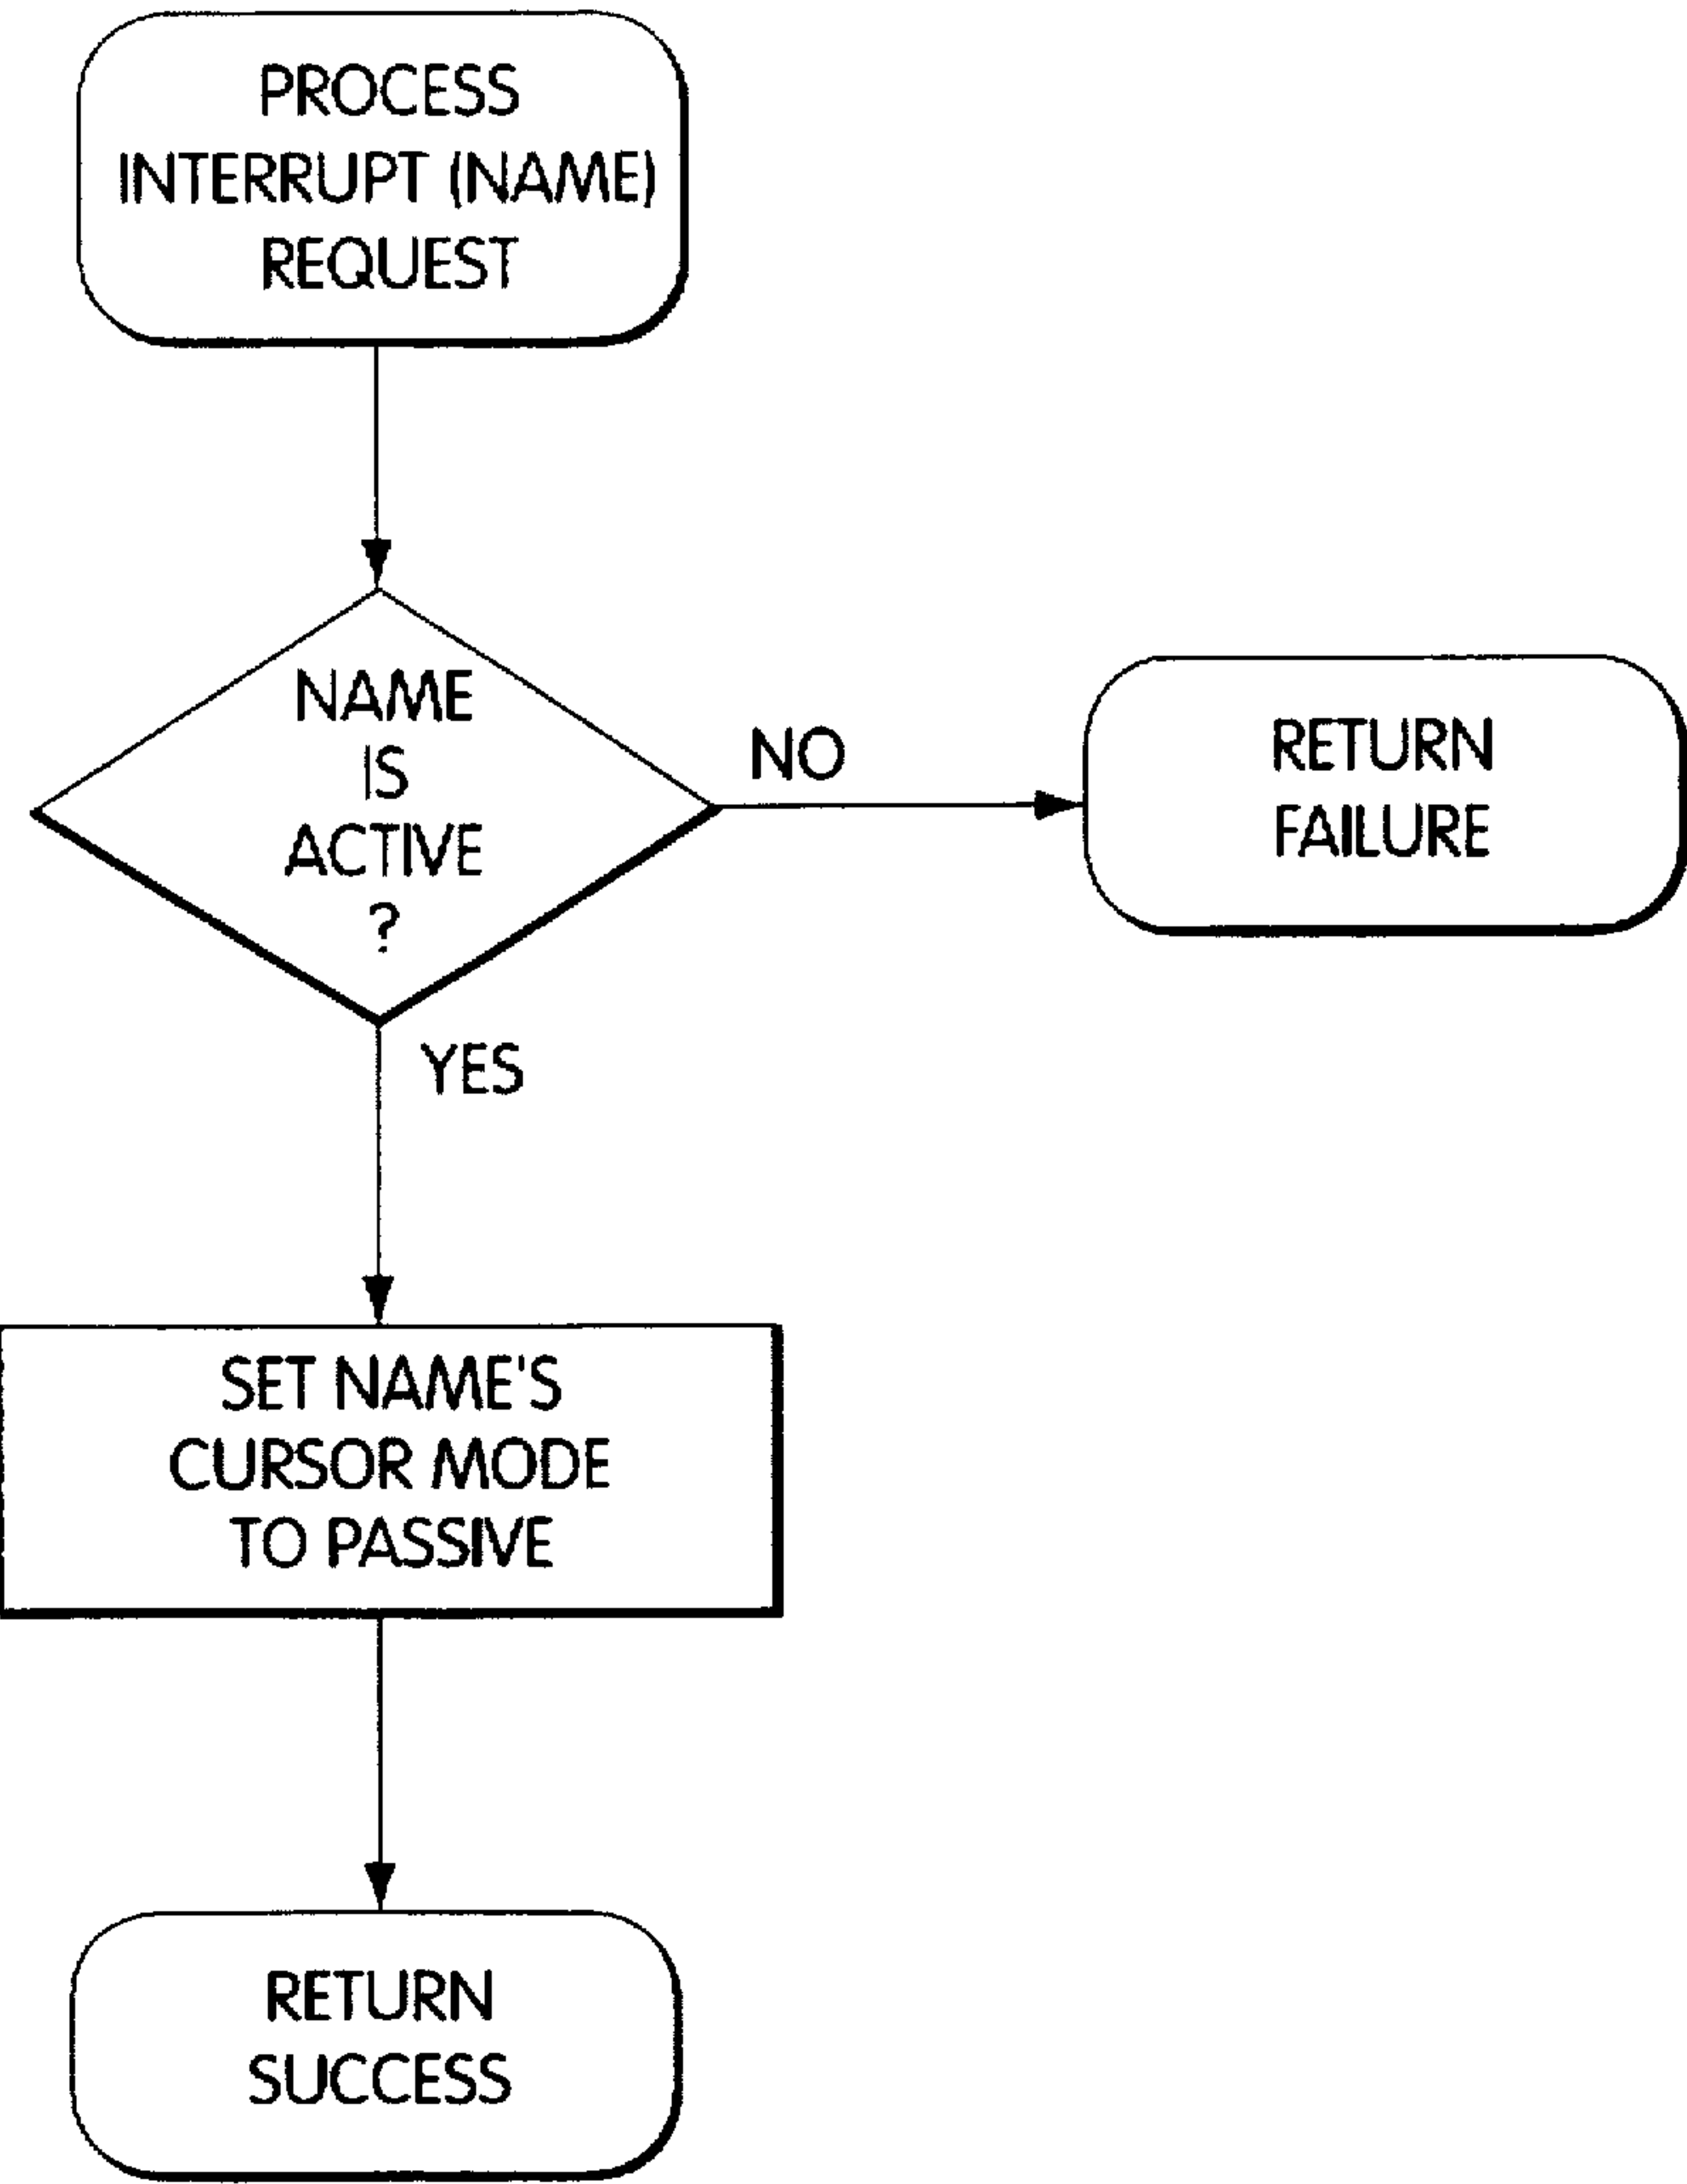 PROCESS
INTERRUPT (NAME)
REQUEST
NAME
IS
ACTIVE
?
NO
RETURN
FAILURE
YES
SET NAME'S
CURSOR MODE
TO PASSIVE
RETURN
SUCCESS